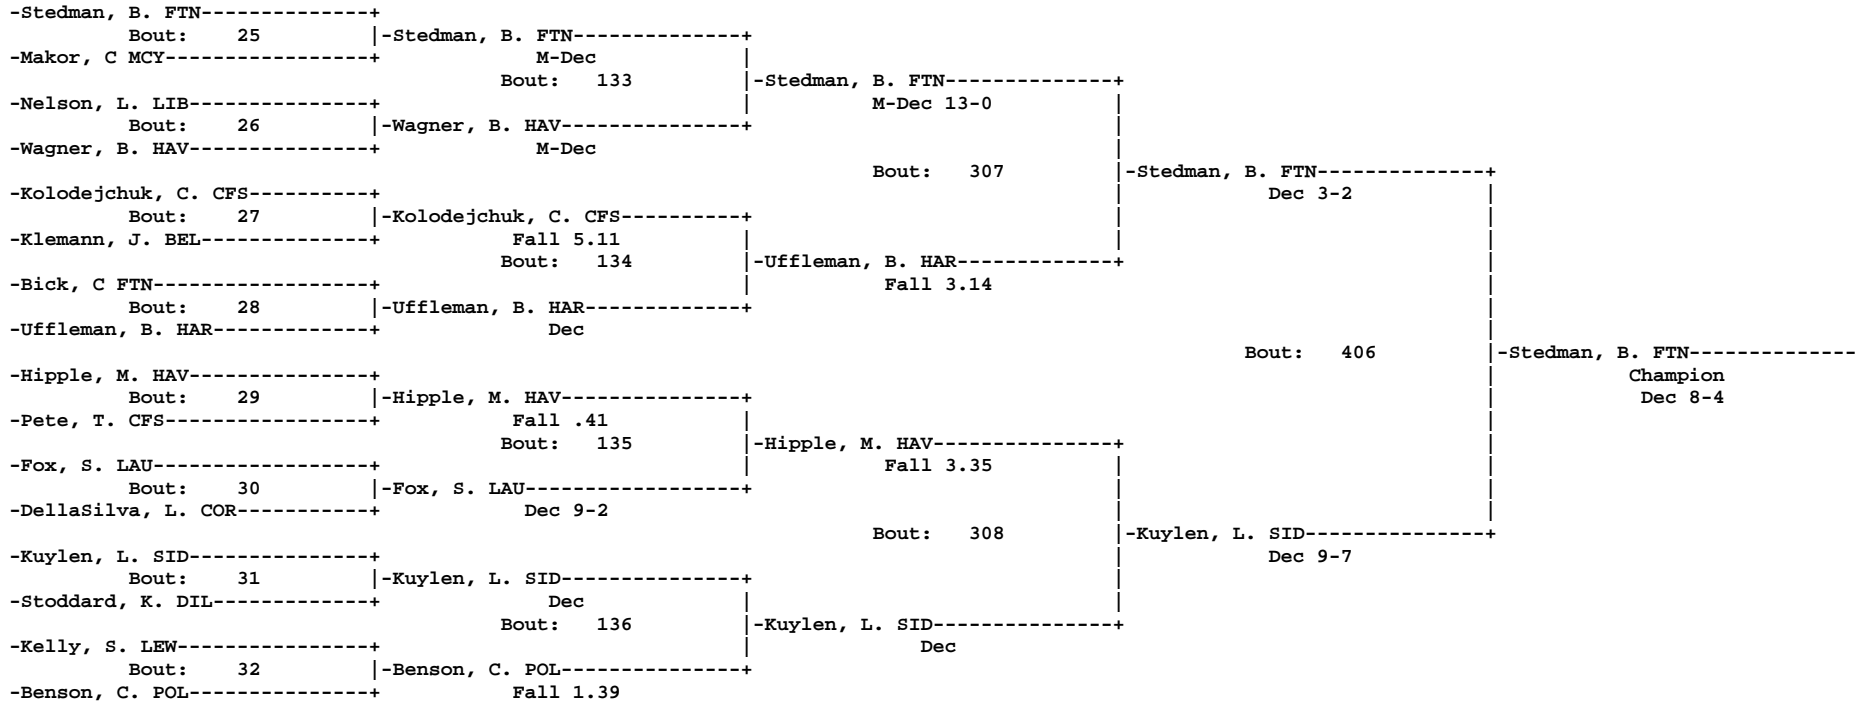 -Stedman, B. FTN--------------+
Bout: 25 |-Stedman, B. FTN--------------+
-Makor, C MCY-----------------+ M-Dec |
Bout: 133 |-Stedman, B. FTN--------------+
-Nelson, L. LIB---------------+ | M-Dec 13-0 |
Bout: 26 |-Wagner, B. HAV---------------+ |
-Wagner, B. HAV---------------+ M-Dec |
Bout: 307 |-Stedman, B. FTN--------------+
-Kolodejchuk, C. CFS----------+ | Dec 3-2 |
Bout: 27 |-Kolodejchuk, C. CFS----------+ | |
-Klemann, J. BEL--------------+ Fall 5.11 | | |
Bout: 134 |-Uffleman, B. HAR-------------+ |
-Bick, C FTN------------------+ | Fall 3.14 |
Bout: 28 |-Uffleman, B. HAR-------------+ |
-Uffleman, B. HAR-------------+ Dec |
Bout: 406 |-Stedman, B. FTN--------------
-Hipple, M. HAV---------------+ | Champion
Bout: 29 |-Hipple, M. HAV---------------+ | Dec 8-4
-Pete, T. CFS-----------------+ Fall .41 | |
Bout: 135 |-Hipple, M. HAV---------------+ |
-Fox, S. LAU------------------+ | Fall 3.35 | |
Bout: 30 |-Fox, S. LAU------------------+ | |
-DellaSilva, L. COR-----------+ Dec 9-2 | |
Bout: 308 |-Kuylen, L. SID---------------+
-Kuylen, L. SID---------------+ | Dec 9-7
Bout: 31 |-Kuylen, L. SID---------------+ |
-Stoddard, K. DIL-------------+ Dec | |
Bout: 136 |-Kuylen, L. SID---------------+
-Kelly, S. LEW----------------+ | Dec
Bout: 32 |-Benson, C. POL---------------+
-Benson, C. POL---------------+ Fall 1.39